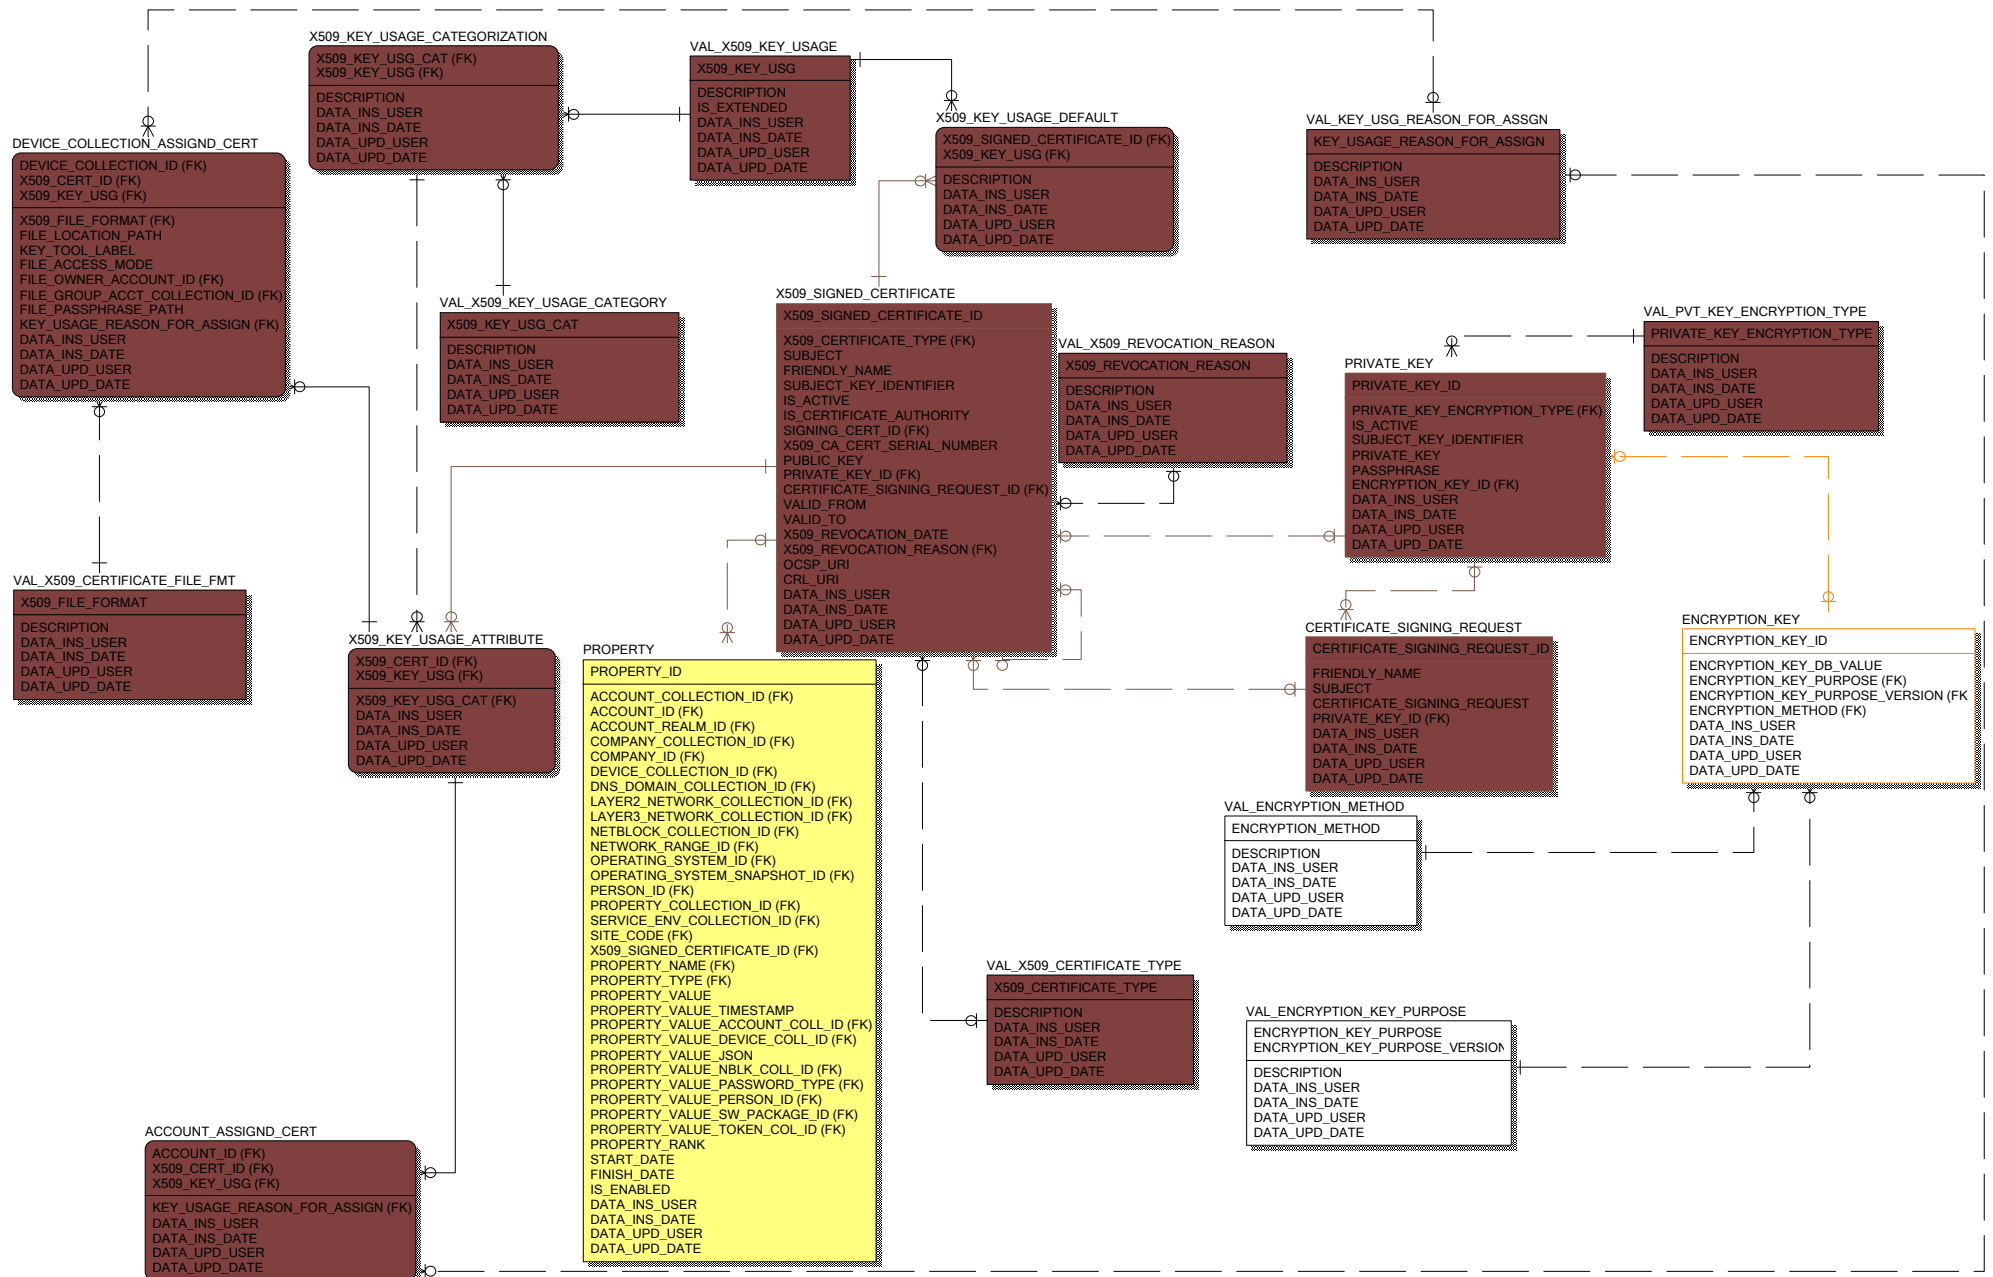 X509_KEY_USAGE_CATEGORIZATION
X509_KEY_USG_CAT (FK)
X509_KEY_USG (FK)
DESCRIPTION
DATA_INS_USER
DATA_INS_DATE
DATA_UPD_USER
DATA_UPD_DATE
VAL_X509_KEY_USAGE
X509_KEY_USG
DESCRIPTION
IS_EXTENDED
DATA_INS_USER
DATA_INS_DATE
DATA_UPD_USER
DATA_UPD_DATE
X509_KEY_USAGE_DEFAULT
X509_SIGNED_CERTIFICATE_ID (FK)
X509_KEY_USG (FK)
DESCRIPTION
DATA_INS_USER
DATA_INS_DATE
DATA_UPD_USER
DATA_UPD_DATE
VAL_KEY_USG_REASON_FOR_ASSGN
KEY_USAGE_REASON_FOR_ASSIGN
DESCRIPTION
DATA_INS_USER
DATA_INS_DATE
DATA_UPD_USER
DATA_UPD_DATE
DEVICE_COLLECTION_ASSIGND_CERT
DEVICE_COLLECTION_ID (FK)
X509_CERT_ID (FK)
X509_KEY_USG (FK)
X509_FILE_FORMAT (FK)
FILE_LOCATION_PATH
KEY_TOOL_LABEL
FILE_ACCESS_MODE
FILE_OWNER_ACCOUNT_ID (FK)
FILE_GROUP_ACCT_COLLECTION_ID (FK)
FILE_PASSPHRASE_PATH
KEY_USAGE_REASON_FOR_ASSIGN (FK)
DATA_INS_USER
DATA_INS_DATE
DATA_UPD_USER
DATA_UPD_DATE
VAL_X509_KEY_USAGE_CATEGORY
X509_KEY_USG_CAT
DESCRIPTION
DATA_INS_USER
DATA_INS_DATE
DATA_UPD_USER
DATA_UPD_DATE
X509_SIGNED_CERTIFICATE
X509_SIGNED_CERTIFICATE_ID
X509_CERTIFICATE_TYPE (FK)
SUBJECT
FRIENDLY_NAME
SUBJECT_KEY_IDENTIFIER
IS_ACTIVE
IS_CERTIFICATE_AUTHORITY
SIGNING_CERT_ID (FK)
X509_CA_CERT_SERIAL_NUMBER
PUBLIC_KEY
PRIVATE_KEY_ID (FK)
CERTIFICATE_SIGNING_REQUEST_ID (FK)
VALID_FROM
VALID_TO
X509_REVOCATION_DATE
X509_REVOCATION_REASON (FK)
OCSP_URI
CRL_URI
DATA_INS_USER
DATA_INS_DATE
DATA_UPD_USER
DATA_UPD_DATE
VAL_X509_REVOCATION_REASON
X509_REVOCATION_REASON
DESCRIPTION
DATA_INS_USER
DATA_INS_DATE
DATA_UPD_USER
DATA_UPD_DATE
PRIVATE_KEY
PRIVATE_KEY_ID
PRIVATE_KEY_ENCRYPTION_TYPE (FK)
IS_ACTIVE
SUBJECT_KEY_IDENTIFIER
PRIVATE_KEY
PASSPHRASE
ENCRYPTION_KEY_ID (FK)
DATA_INS_USER
DATA_INS_DATE
DATA_UPD_USER
DATA_UPD_DATE
VAL_PVT_KEY_ENCRYPTION_TYPE
PRIVATE_KEY_ENCRYPTION_TYPE
DESCRIPTION
DATA_INS_USER
DATA_INS_DATE
DATA_UPD_USER
DATA_UPD_DATE
VAL_X509_CERTIFICATE_FILE_FMT
X509_FILE_FORMAT
DESCRIPTION
DATA_INS_USER
DATA_INS_DATE
DATA_UPD_USER
DATA_UPD_DATE
X509_KEY_USAGE_ATTRIBUTE
X509_CERT_ID (FK)
X509_KEY_USG (FK)
X509_KEY_USG_CAT (FK)
DATA_INS_USER
DATA_INS_DATE
DATA_UPD_USER
DATA_UPD_DATE
PROPERTY
PROPERTY_ID
ACCOUNT_COLLECTION_ID (FK)
ACCOUNT_ID (FK)
ACCOUNT_REALM_ID (FK)
COMPANY_COLLECTION_ID (FK)
COMPANY_ID (FK)
DEVICE_COLLECTION_ID (FK)
DNS_DOMAIN_COLLECTION_ID (FK)
LAYER2_NETWORK_COLLECTION_ID (FK)
LAYER3_NETWORK_COLLECTION_ID (FK)
NETBLOCK_COLLECTION_ID (FK)
NETWORK_RANGE_ID (FK)
OPERATING_SYSTEM_ID (FK)
OPERATING_SYSTEM_SNAPSHOT_ID (FK)
PERSON_ID (FK)
PROPERTY_COLLECTION_ID (FK)
SERVICE_ENV_COLLECTION_ID (FK)
SITE_CODE (FK)
X509_SIGNED_CERTIFICATE_ID (FK)
PROPERTY_NAME (FK)
PROPERTY_TYPE (FK)
PROPERTY_VALUE
PROPERTY_VALUE_TIMESTAMP
PROPERTY_VALUE_ACCOUNT_COLL_ID (FK)
PROPERTY_VALUE_DEVICE_COLL_ID (FK)
PROPERTY_VALUE_JSON
PROPERTY_VALUE_NBLK_COLL_ID (FK)
PROPERTY_VALUE_PASSWORD_TYPE (FK)
PROPERTY_VALUE_PERSON_ID (FK)
PROPERTY_VALUE_SW_PACKAGE_ID (FK)
PROPERTY_VALUE_TOKEN_COL_ID (FK)
PROPERTY_RANK
START_DATE
FINISH_DATE
IS_ENABLED
DATA_INS_USER
DATA_INS_DATE
DATA_UPD_USER
DATA_UPD_DATE
CERTIFICATE_SIGNING_REQUEST
CERTIFICATE_SIGNING_REQUEST_ID
FRIENDLY_NAME
SUBJECT
CERTIFICATE_SIGNING_REQUEST
PRIVATE_KEY_ID (FK)
DATA_INS_USER
DATA_INS_DATE
DATA_UPD_USER
DATA_UPD_DATE
ENCRYPTION_KEY
ENCRYPTION_KEY_ID
ENCRYPTION_KEY_DB_VALUE
ENCRYPTION_KEY_PURPOSE (FK)
ENCRYPTION_KEY_PURPOSE_VERSION (FK
ENCRYPTION_METHOD (FK)
DATA_INS_USER
DATA_INS_DATE
DATA_UPD_USER
DATA_UPD_DATE
VAL_ENCRYPTION_METHOD
ENCRYPTION_METHOD
DESCRIPTION
DATA_INS_USER
DATA_INS_DATE
DATA_UPD_USER
DATA_UPD_DATE
VAL_X509_CERTIFICATE_TYPE
X509_CERTIFICATE_TYPE
DESCRIPTION
DATA_INS_USER
DATA_INS_DATE
DATA_UPD_USER
DATA_UPD_DATE
VAL_ENCRYPTION_KEY_PURPOSE
ENCRYPTION_KEY_PURPOSE
ENCRYPTION_KEY_PURPOSE_VERSION
DESCRIPTION
DATA_INS_USER
DATA_INS_DATE
DATA_UPD_USER
DATA_UPD_DATE
ACCOUNT_ASSIGND_CERT
ACCOUNT_ID (FK)
X509_CERT_ID (FK)
X509_KEY_USG (FK)
KEY_USAGE_REASON_FOR_ASSIGN (FK)
DATA_INS_USER
DATA_INS_DATE
DATA_UPD_USER
DATA_UPD_DATE